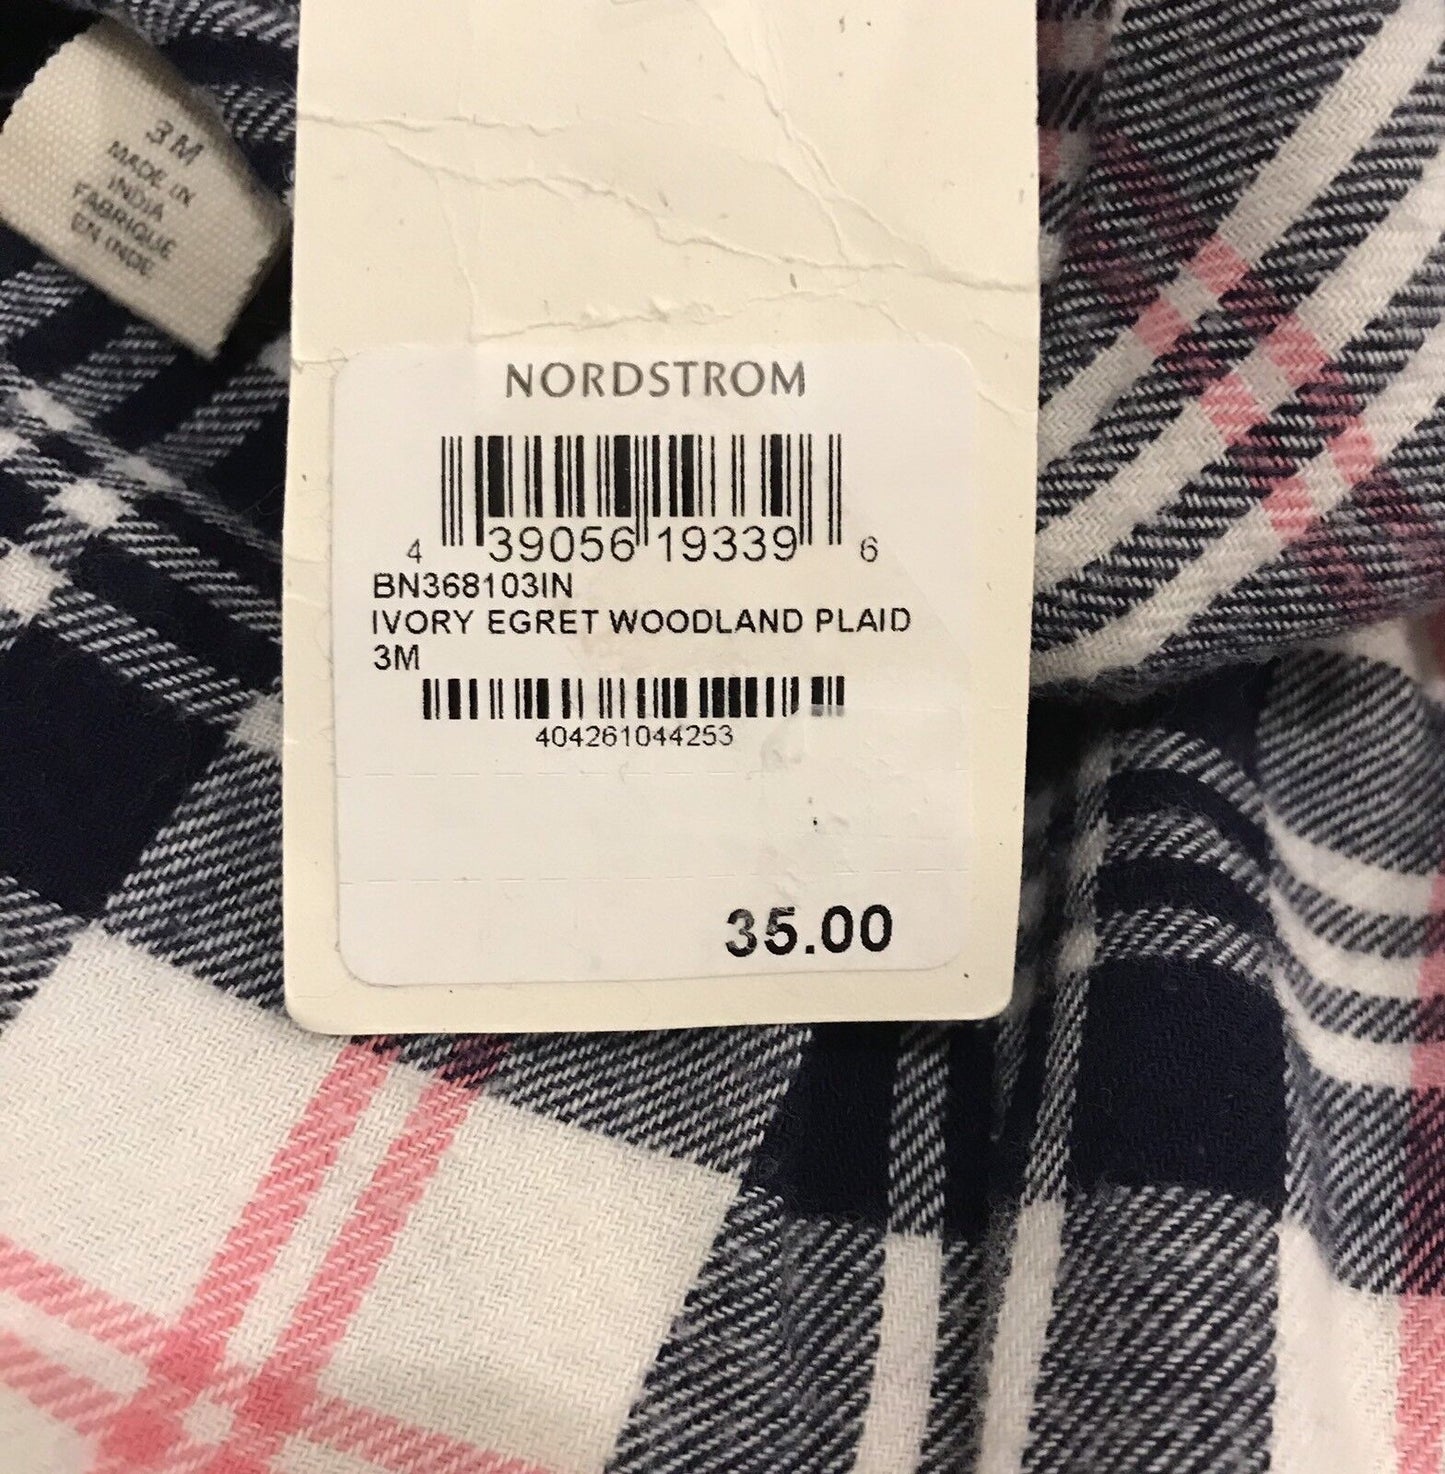 3M
MADE IN
INDIA
FABRIQUE
EN INDE
NORDSTROM
4 39056 19339 6
BN368103IN
IVORY EGRET WOODLAND PLAID
3M
404261044253
35.00